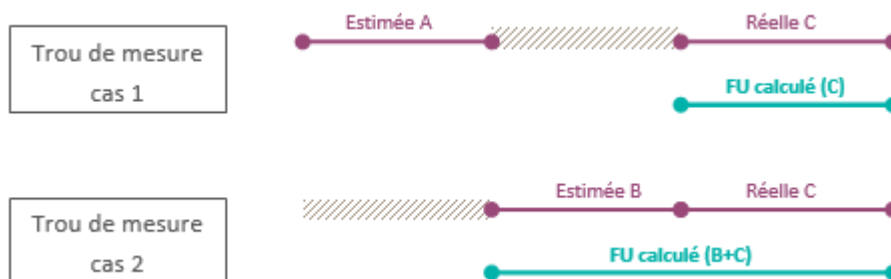 Estimée A
Réelle C
Trou de mesure
cas 1
FU calculé (C)
Estimée B
Réelle C
Trou de mesure
cas 2
FU calculé (B+C)